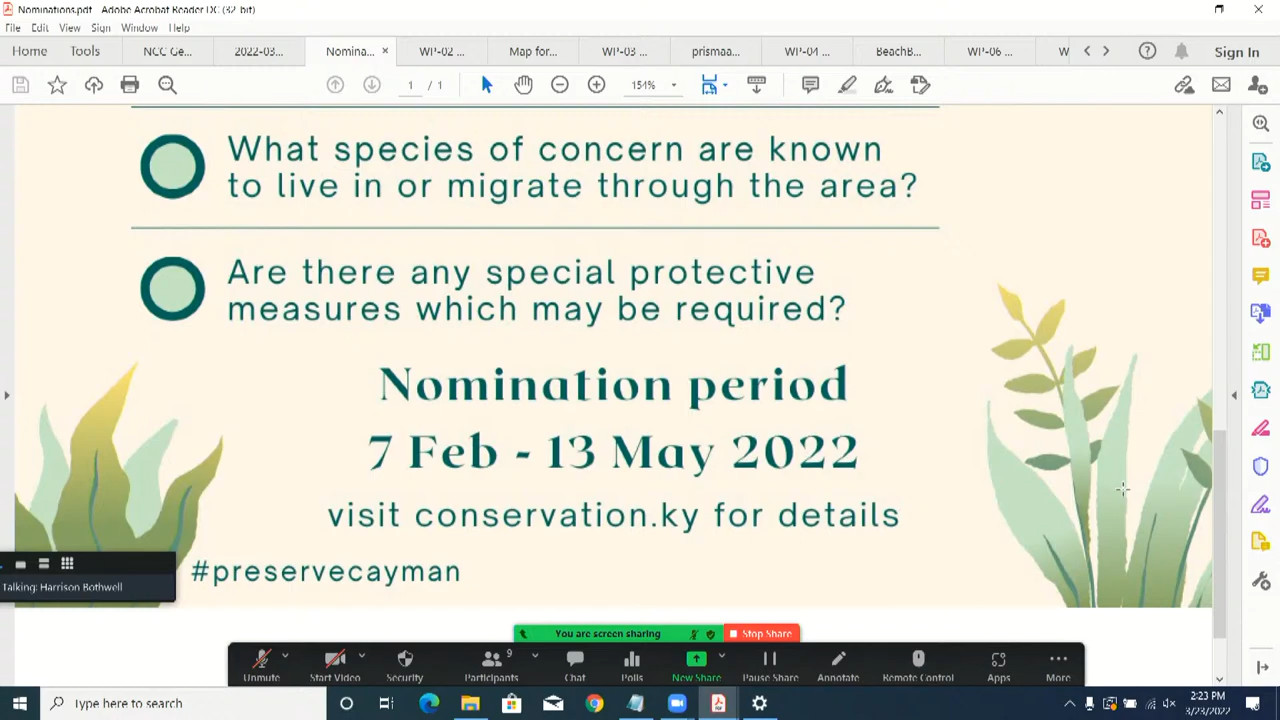 Nominations.pdf - Adobe Acrobat Reader DC (32-bit)
File Edit View Sign Window Help
Home Tools NCC Ge... 2022-03... Nomina... × WP-02 ... Map for... WP-03 ... prismaa... WP-04 ... BeachB... WP-06 ... W Sign In
1 / 1 154%
What species of concern are known
to live in or migrate through the area?
Are there any special protective
measures which may be required?
Nomination period
7 Feb - 13 May 2022
visit conservation.ky for details
#preservecayman
Talking: Harrison Bothwell
You are screen sharing Stop Share
9
Unmute Start Video Security Participants Chat Polls New Share Pause Share Annotate Remote Control Apps More
Type here to search
2:23 PM
3/23/2022